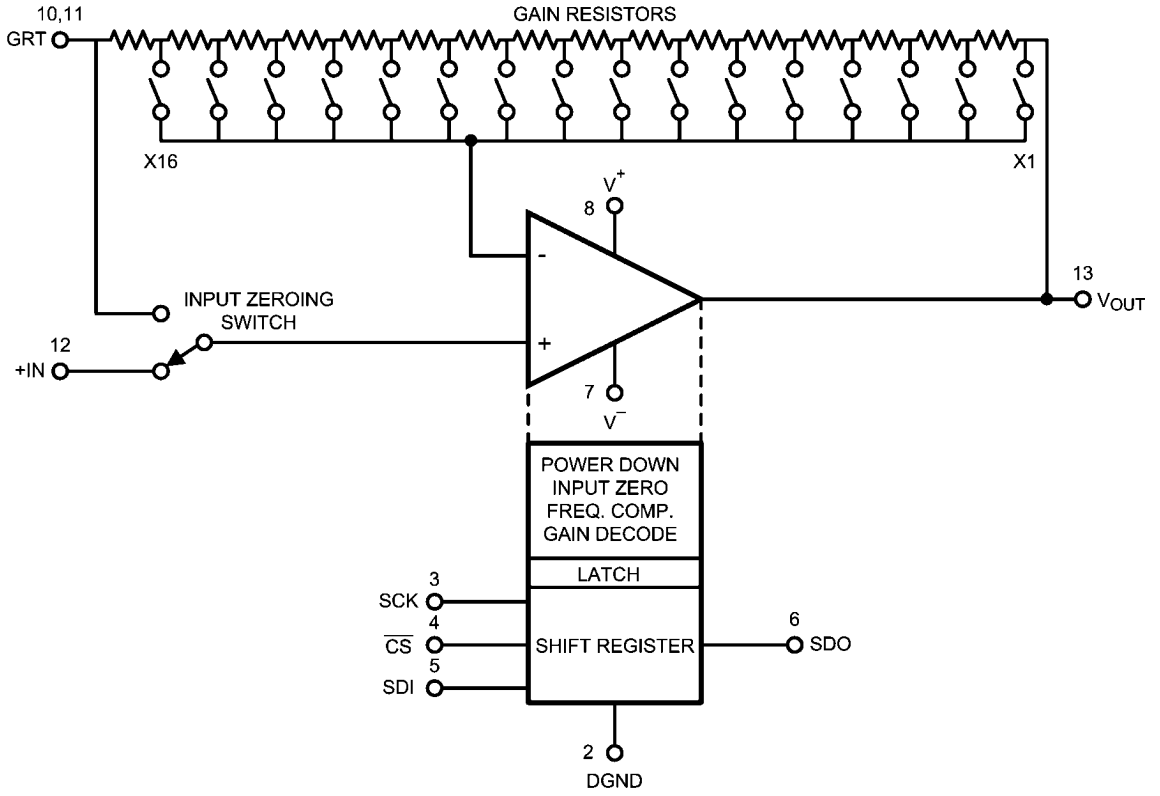 10,11
GRT
GAIN RESISTORS
X16
X1
V+
8
-
+
INPUT ZEROING
SWITCH
12
+IN
13
VOUT
7
V−
POWER DOWN
INPUT ZERO
FREQ. COMP.
GAIN DECODE
LATCH
3
SCK
4
CS
5
SDI
SHIFT REGISTER
6
SDO
2
DGND